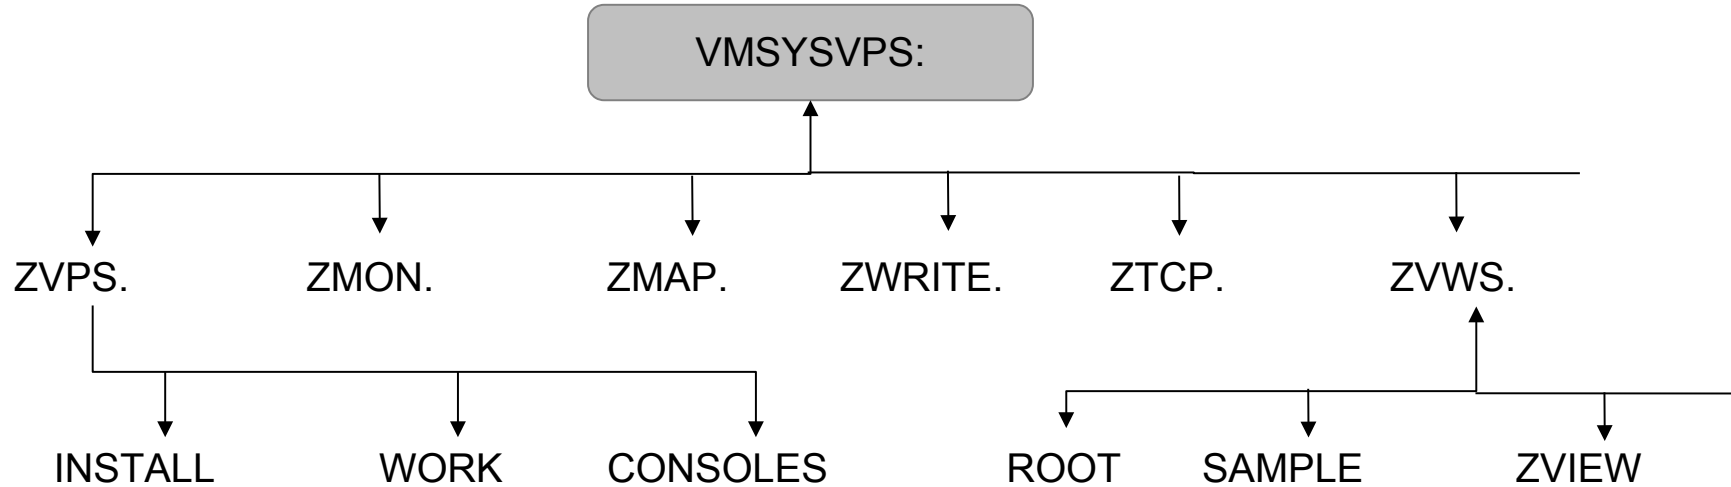 VMSYSVPS:
ZVPS. ZMON. ZMAP. ZWRITE. ZTCP. ZVWS.
INSTALL WORK CONSOLES ROOT SAMPLE ZVIEW